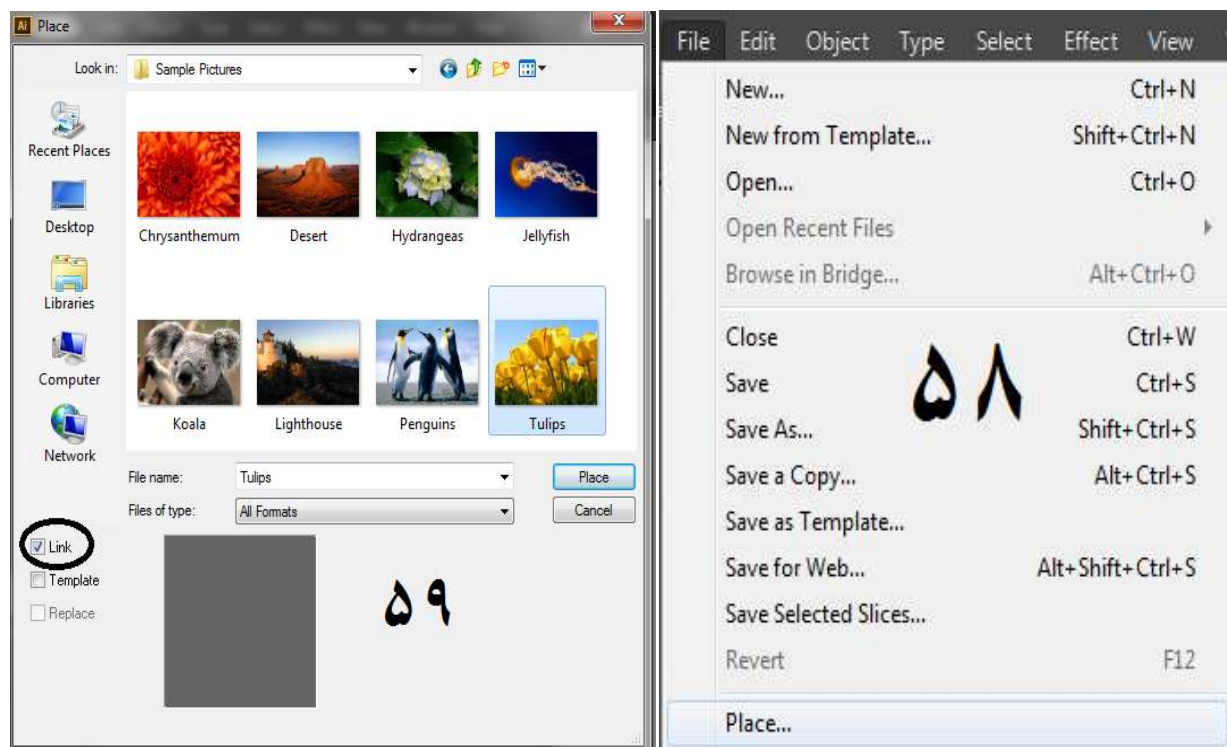 Ai Place
Look in: Sample Pictures
Recent Places
Desktop
Libraries
Computer
Network
Chrysanthemum Desert Hydrangeas Jellyfish
Koala Lighthouse Penguins Tulips
File name: Tulips Place
Files of type: All Formats Cancel
Link
Template
Replace
۵۹
File Edit Object Type Select Effect View
New... Ctrl+N
New from Template... Shift+Ctrl+N
Open... Ctrl+O
Open Recent Files
Browse in Bridge... Alt+Ctrl+O
Close Ctrl+W
Save Ctrl+S
Save As... Shift+Ctrl+S
Save a Copy... Alt+Ctrl+S
Save as Template...
Save for Web... Alt+Shift+Ctrl+S
Save Selected Slices...
Revert F12
Place...
۵۸